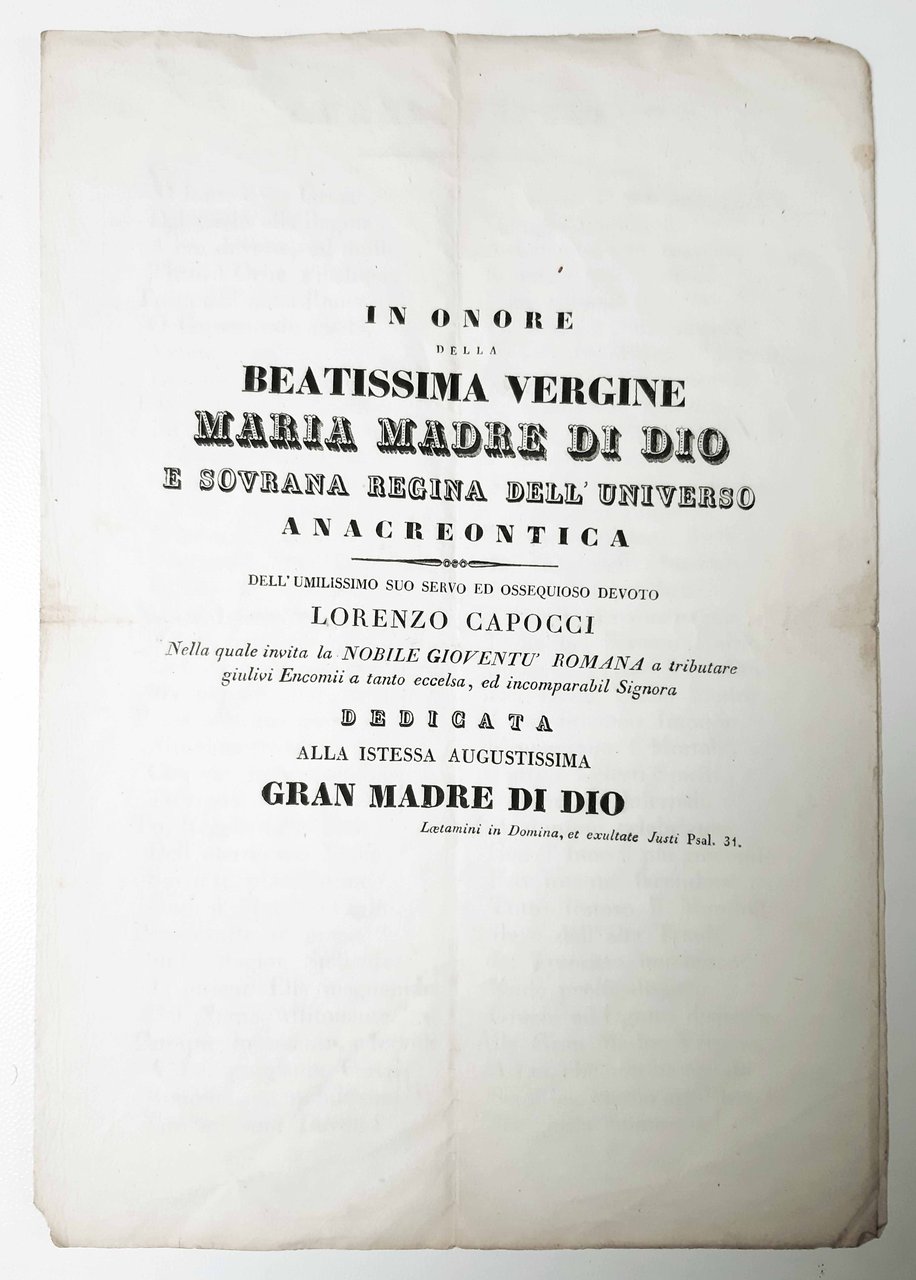 IN ONORE
DELLA
BEATISSIMA VERGINE
MARIA MADRE DI DIO
E SOVRANA REGINA DELL' UNIVERSO
ANACREONTICA
DELL' UMILISSIMO SUO SERVO ED OSSEQUIOSO DEVOTO
LORENZO CAPOCCI
Nella quale invita la NOBILE GIOVENTU' ROMANA a tributare
giulivi Encomii a tanto eccelsa, ed incomparabil Signora
DEDICATA
ALLA ISTESSA AUGUSTISSIMA
GRAN MADRE DI DIO
Lœtamini in Domina, et exultate Justi Psal. 31.